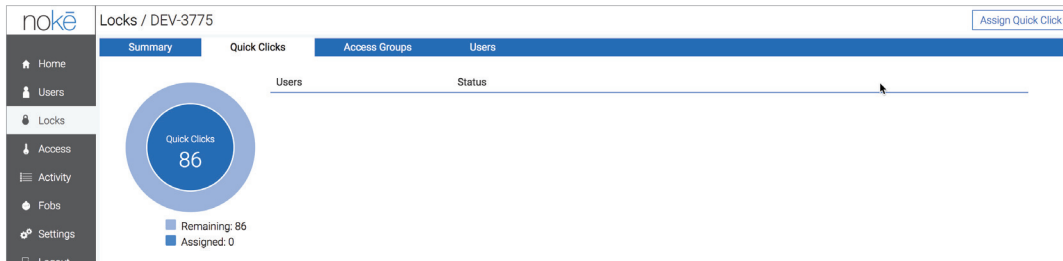 nokē
Locks / DEV-3775
Assign Quick Click
Summary
Quick Clicks
Access Groups
Users
Home
Users
Locks
Access
Activity
Fobs
Settings
Logout
Users
Status
Quick Clicks
86
Remaining: 86
Assigned: 0